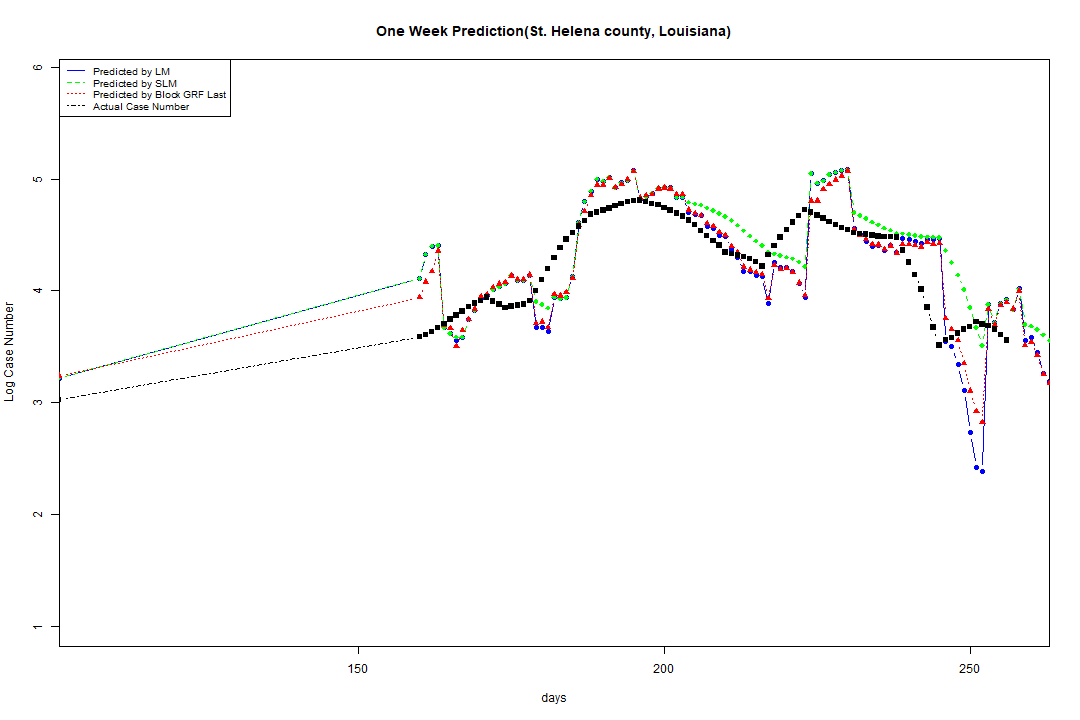 One Week Prediction(St. Helena county, Louisiana)
Predicted by LM
Predicted by SLM
Predicted by Block GRF Last
Actual Case Number
6
5
4
3
2
1
Log Case Number
150
200
250
days